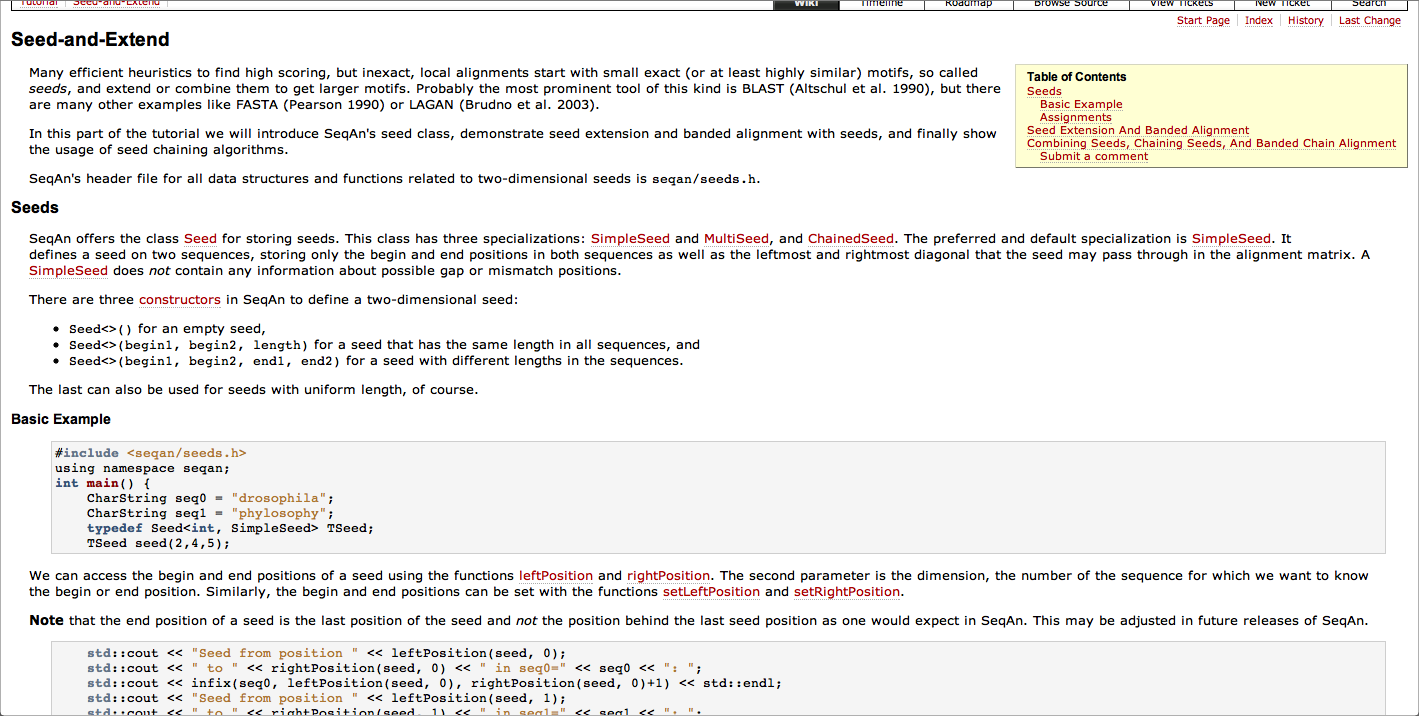 Tutorial Seed-and-Extend Wiki Timeline Roadmap Browse Source View Tickets New Ticket Search
Start Page Index History Last Change
Seed-and-Extend
Many efficient heuristics to find high scoring, but inexact, local alignments start with small exact (or at least highly similar) motifs, so called
seeds, and extend or combine them to get larger motifs. Probably the most prominent tool of this kind is BLAST (Altschul et al. 1990), but there
are many other examples like FASTA (Pearson 1990) or LAGAN (Brudno et al. 2003).
In this part of the tutorial we will introduce SeqAn's seed class, demonstrate seed extension and banded alignment with seeds, and finally show
the usage of seed chaining algorithms.
SeqAn's header file for all data structures and functions related to two-dimensional seeds is seqan/seeds.h.
Table of Contents
Seeds
Basic Example
Assignments
Seed Extension And Banded Alignment
Combining Seeds, Chaining Seeds, And Banded Chain Alignment
Submit a comment
Seeds
SeqAn offers the class Seed for storing seeds. This class has three specializations: SimpleSeed and MultiSeed, and ChainedSeed. The preferred and default specialization is SimpleSeed. It
defines a seed on two sequences, storing only the begin and end positions in both sequences as well as the leftmost and rightmost diagonal that the seed may pass through in the alignment matrix. A
SimpleSeed does not contain any information about possible gap or mismatch positions.
There are three constructors in SeqAn to define a two-dimensional seed:
• Seed<>() for an empty seed,
• Seed<>(begin1, begin2, length) for a seed that has the same length in all sequences, and
• Seed<>(begin1, begin2, end1, end2) for a seed with different lengths in the sequences.
The last can also be used for seeds with uniform length, of course.
Basic Example
#include <seqan/seeds.h>
using namespace seqan;
int main() {
CharString seq0 = "drosophila";
CharString seq1 = "phylosophy";
typedef Seed<int, SimpleSeed> TSeed;
TSeed seed(2,4,5);
We can access the begin and end positions of a seed using the functions leftPosition and rightPosition. The second parameter is the dimension, the number of the sequence for which we want to know
the begin or end position. Similarly, the begin and end positions can be set with the functions setLeftPosition and setRightPosition.
Note that the end position of a seed is the last position of the seed and not the position behind the last seed position as one would expect in SeqAn. This may be adjusted in future releases of SeqAn.
std::cout << "Seed from position " << leftPosition(seed, 0);
std::cout << " to " << rightPosition(seed, 0) << " in seq0=" << seq0 << ": ";
std::cout << infix(seq0, leftPosition(seed, 0), rightPosition(seed, 0)+1) << std::endl;
std::cout << "Seed from position " << leftPosition(seed, 1);
std::cout << " to " << rightPosition(seed, 1) << " in seq1=" << seq1 << ": ";